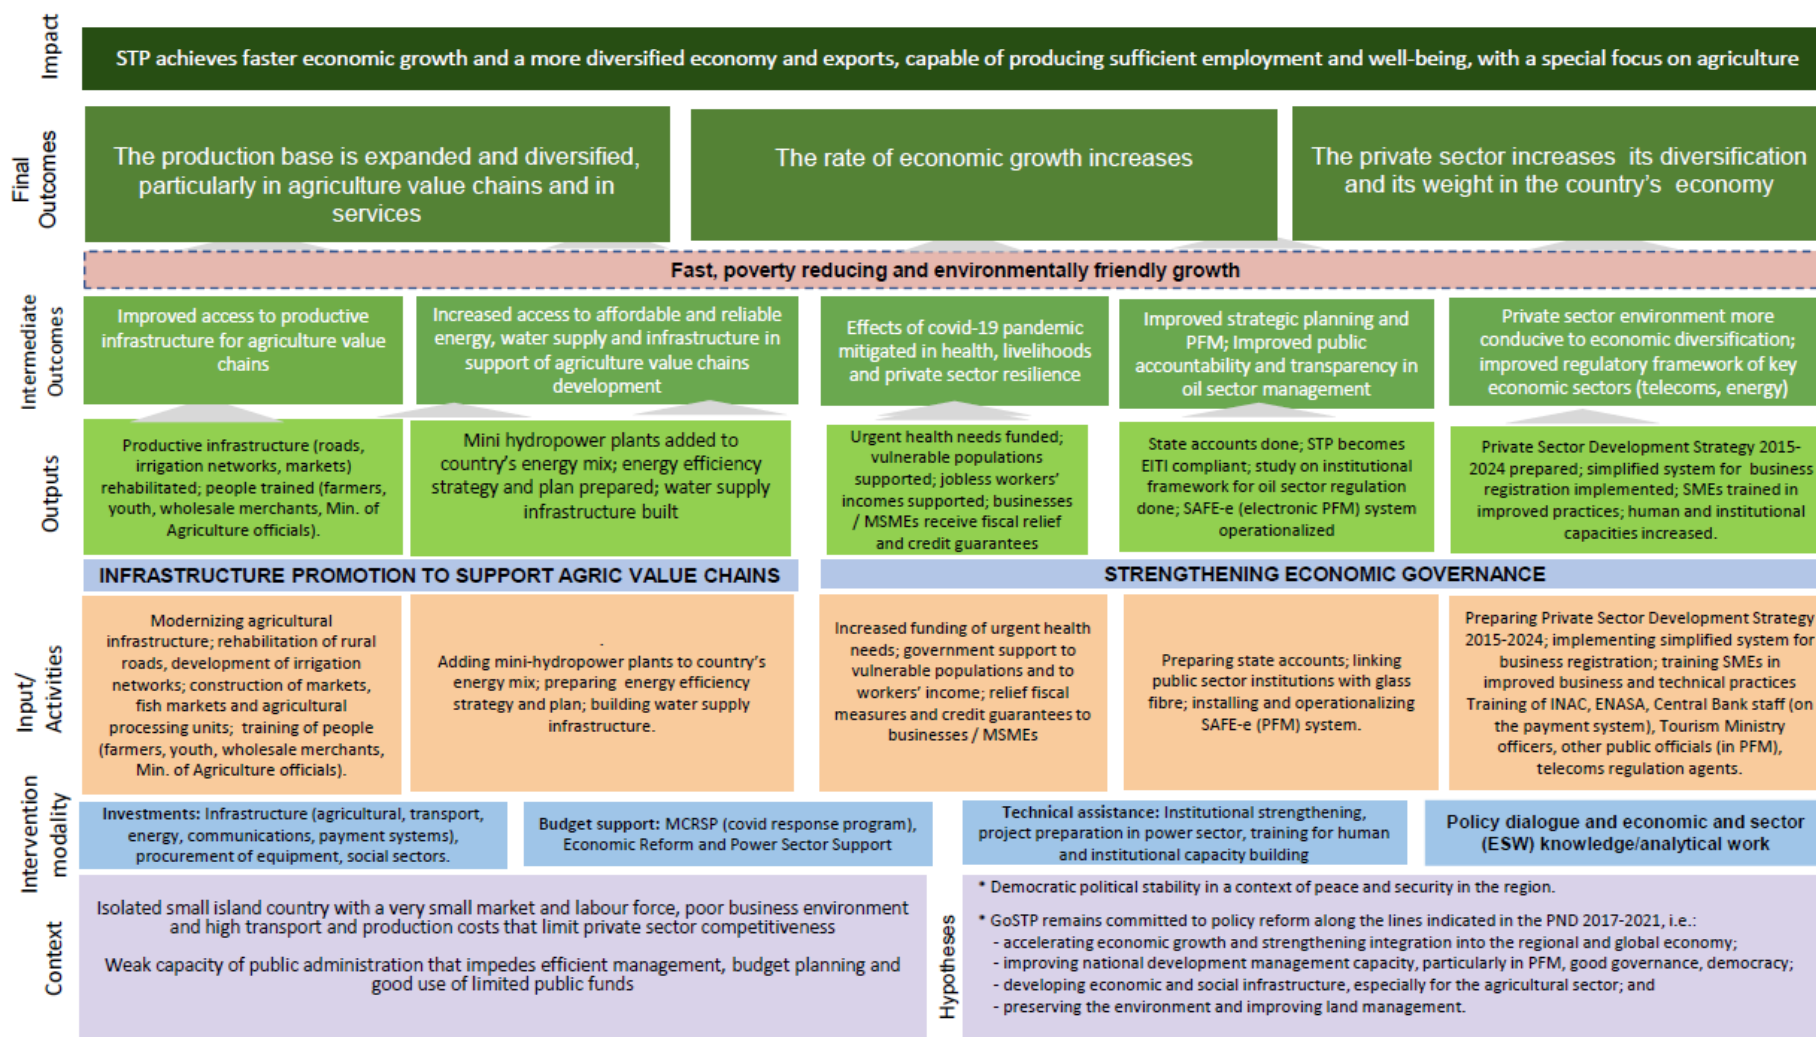 Impact
STP achieves faster economic growth and a more diversified economy and exports, capable of producing sufficient employment and well-being, with a special focus on agriculture
Final
Outcomes
The production base is expanded and diversified,
particularly in agriculture value chains and in
services
The rate of economic growth increases
The private sector increases its diversification
and its weight in the country's economy
Fast, poverty reducing and environmentally friendly growth
Intermediate
Outcomes
Improved access to productive
infrastructure for agriculture value
chains
Increased access to affordable and reliable
energy, water supply and infrastructure in
support of agriculture value chains
development
Effects of covid-19 pandemic
mitigated in health, livelihoods
and private sector resilience
Improved strategic planning and
PFM; Improved public
accountability and transparency in
oil sector management
Private sector environment more
conducive to economic diversification;
improved regulatory framework of key
economic sectors (telecoms, energy)
Outputs
Productive infrastructure (roads,
irrigation networks, markets)
rehabilitated; people trained (farmers,
youth, wholesale merchants, Min. of
Agriculture officials).
Mini hydropower plants added to
country's energy mix; energy efficiency
strategy and plan prepared; water supply
infrastructure built
Urgent health needs funded;
vulnerable populations
supported; jobless workers'
incomes supported; businesses
/ MSMEs receive fiscal relief
and credit guarantees
State accounts done; STP becomes
EITI compliant; study on institutional
framework for oil sector regulation
done; SAFE-e (electronic PFM) system
operationalized
Private Sector Development Strategy 2015-
2024 prepared; simplified system for business
registration implemented; SMEs trained in
improved practices; human and institutional
capacities increased.
INFRASTRUCTURE PROMOTION TO SUPPORT AGRIC VALUE CHAINS
STRENGTHENING ECONOMIC GOVERNANCE
Input/
Activities
Modernizing agricultural
infrastructure; rehabilitation of rural
roads, development of irrigation
networks; construction of markets,
fish markets and agricultural
processing units; training of people
(farmers, youth, wholesale merchants,
Min. of Agriculture officials).
.
Adding mini-hydropower plants to country's
energy mix; preparing energy efficiency
strategy and plan; building water supply
infrastructure.
Increased funding of urgent health
needs; government support to
vulnerable populations and to
workers' income; relief fiscal
measures and credit guarantees to
businesses / MSMEs
Preparing state accounts; linking
public sector institutions with glass
fibre; installing and operationalizing
SAFE-e (PFM) system.
Preparing Private Sector Development Strategy
2015-2024; implementing simplified system for
business registration; training SMEs in
improved business and technical practices
Training of INAC, ENASA, Central Bank staff (on
the payment system), Tourism Ministry
officers, other public officials (in PFM),
telecoms regulation agents.
Intervention
modality
Investments: Infrastructure (agricultural, transport,
energy, communications, payment systems),
procurement of equipment, social sectors.
Budget support: MCRSP (covid response program),
Economic Reform and Power Sector Support
Technical assistance: Institutional strengthening,
project preparation in power sector, training for human
and institutional capacity building
Policy dialogue and economic and sector
(ESW) knowledge/analytical work
Context
Isolated small island country with a very small market and labour force, poor business environment
and high transport and production costs that limit private sector competitiveness
Weak capacity of public administration that impedes efficient management, budget planning and
good use of limited public funds
Hypotheses
* Democratic political stability in a context of peace and security in the region.
* GoSTP remains committed to policy reform along the lines indicated in the PND 2017-2021, i.e.:
- accelerating economic growth and strengthening integration into the regional and global economy;
- improving national development management capacity, particularly in PFM, good governance, democracy;
- developing economic and social infrastructure, especially for the agricultural sector; and
- preserving the environment and improving land management.